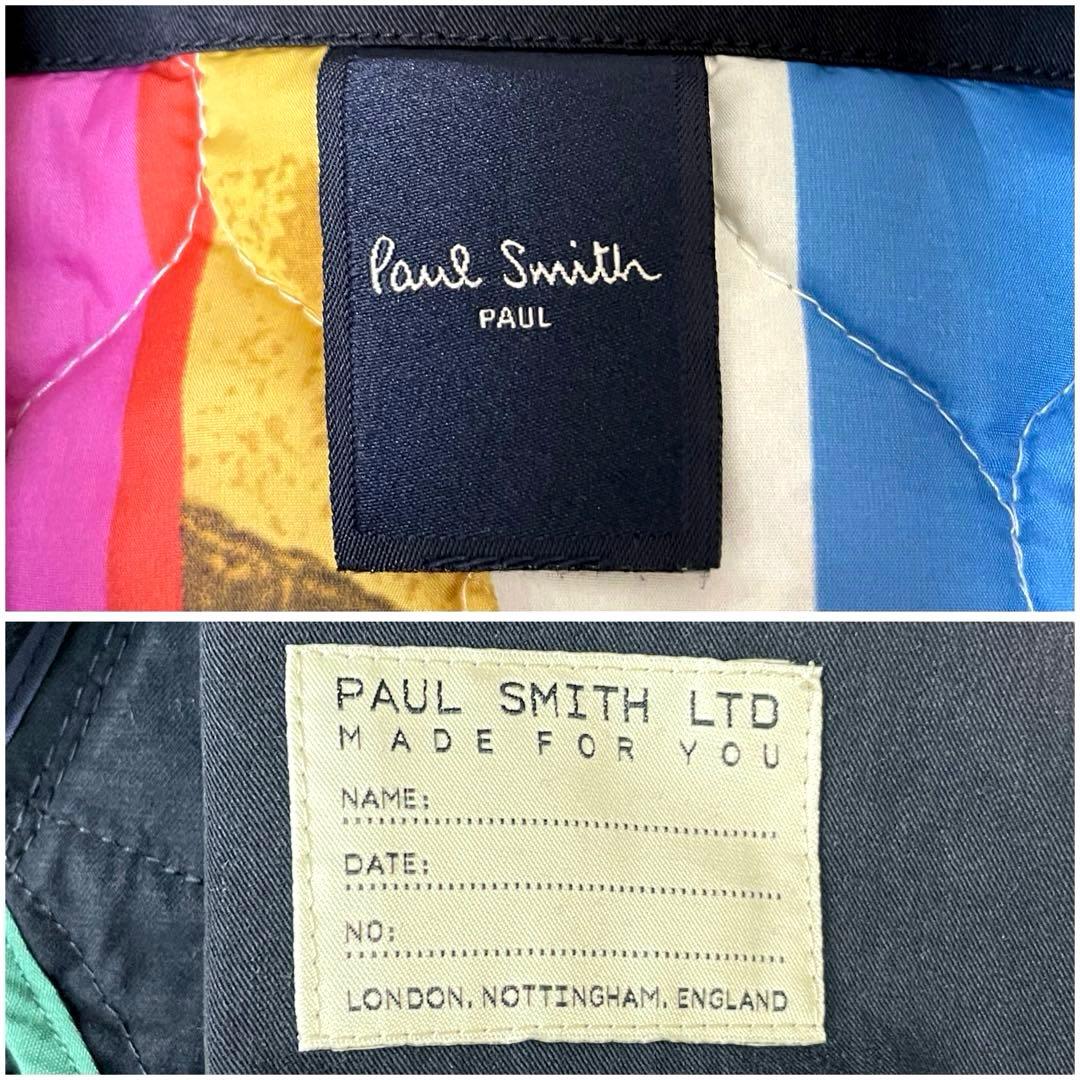 Paul Smith
PAUL
PAUL SMITH LTD
MADE FOR YOU
NAME:
DATE:
NO:
LONDON, NOTTINGHAM, ENGLAND